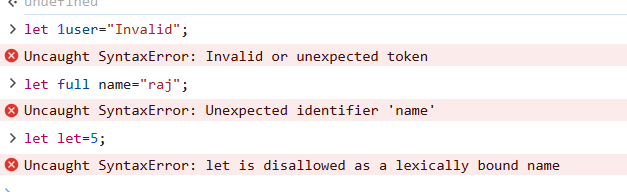 undefined
let 1user="Invalid";
Uncaught SyntaxError: Invalid or unexpected token
let full name="raj";
Uncaught SyntaxError: Unexpected identifier 'name'
let let=5;
Uncaught SyntaxError: let is disallowed as a lexically bound name